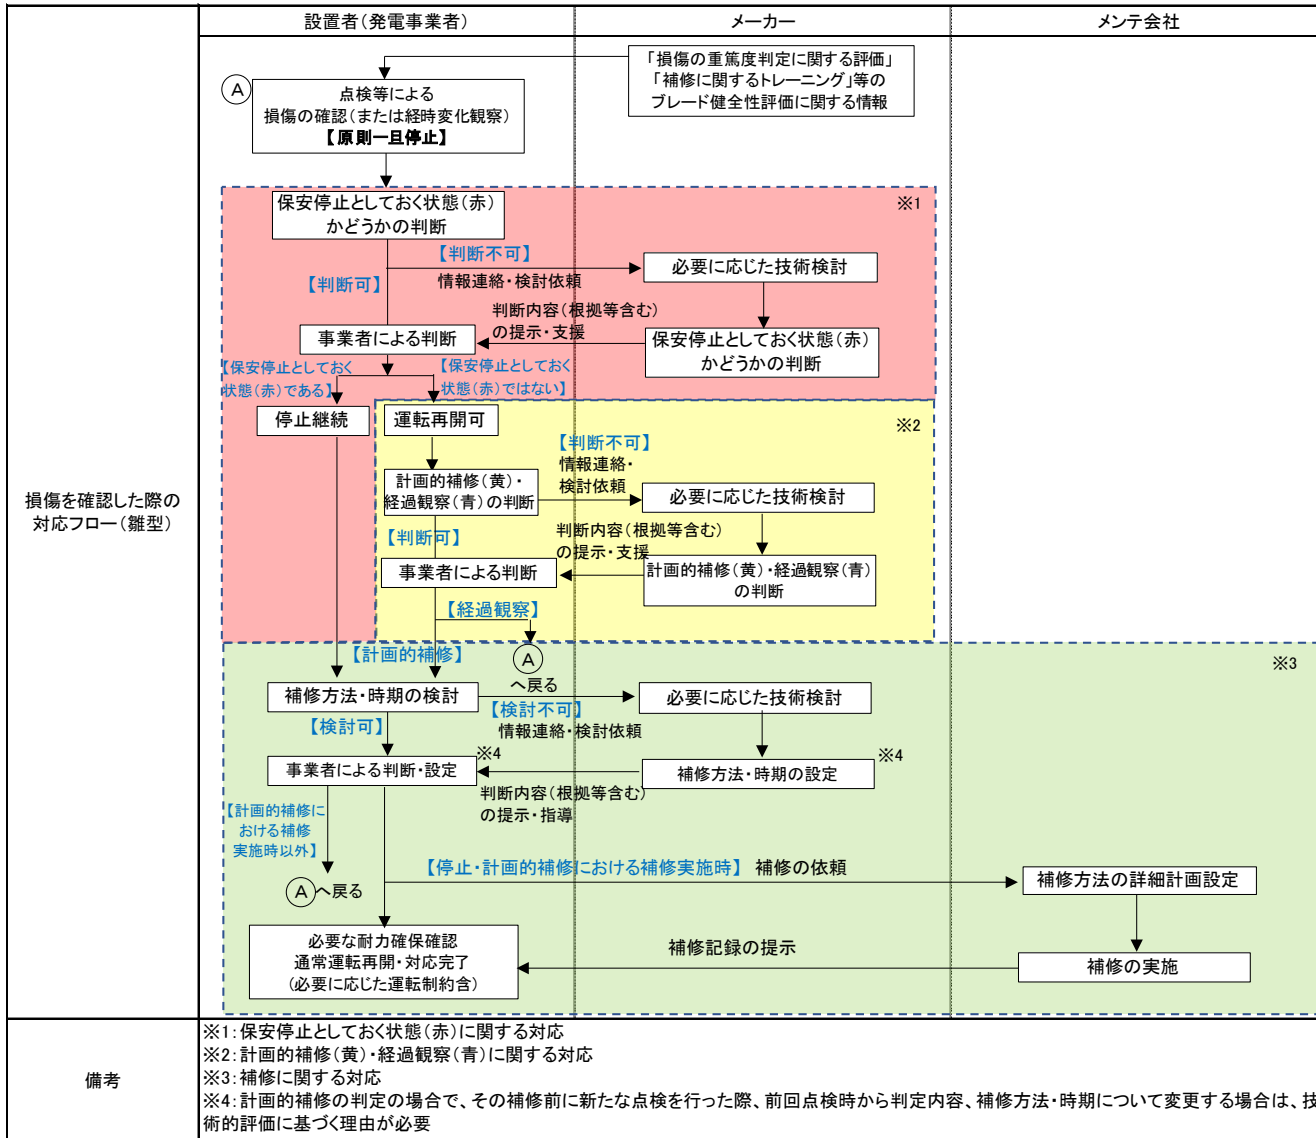 設置者（発電事業者）
メーカー
メンテ会社
「損傷の重篤度判定に関する評価」
「補修に関するトレーニング」等の
ブレード健全性評価に関する情報
A
点検等による
損傷の確認（または経時変化観察）
【原則一旦停止】
※1
保安停止としておく状態（赤）
かどうかの判断
【判断不可】
情報連絡・検討依頼
必要に応じた技術検討
【判断可】
判断内容（根拠等含む）
の提示・支援
事業者による判断
保安停止としておく状態（赤）
かどうかの判断
【保安停止としておく
状態（赤）である】
【保安停止としておく
状態（赤）ではない】
停止継続
運転再開可
※2
【判断不可】
情報連絡・
検討依頼
計画的補修（黄）・
経過観察（青）の判断
必要に応じた技術検討
損傷を確認した際の
対応フロー（雛型）
【判断可】
判断内容（根拠等含む）
の提示・支援
事業者による判断
計画的補修（黄）・経過観察（青）
の判断
【経過観察】
【計画的補修】
A
へ戻る
※3
補修方法・時期の検討
必要に応じた技術検討
【検討可】
【検討不可】
情報連絡・検討依頼
※4
事業者による判断・設定
※4
補修方法・時期の設定
判断内容（根拠等含む）
の提示・指導
【計画的補修に
おける補修
実施時以外】
A へ戻る
【停止・計画的補修における補修実施時】 補修の依頼
補修方法の詳細計画設定
必要な耐力確保確認
通常運転再開・対応完了
（必要に応じた運転制約含）
補修記録の提示
補修の実施
備考
※1：保安停止としておく状態（赤）に関する対応
※2：計画的補修（黄）・経過観察（青）に関する対応
※3：補修に関する対応
※4：計画的補修の判定の場合で、その補修前に新たな点検を行った際、前回点検時から判定内容、補修方法・時期について変更する場合は、技
術的評価に基づく理由が必要